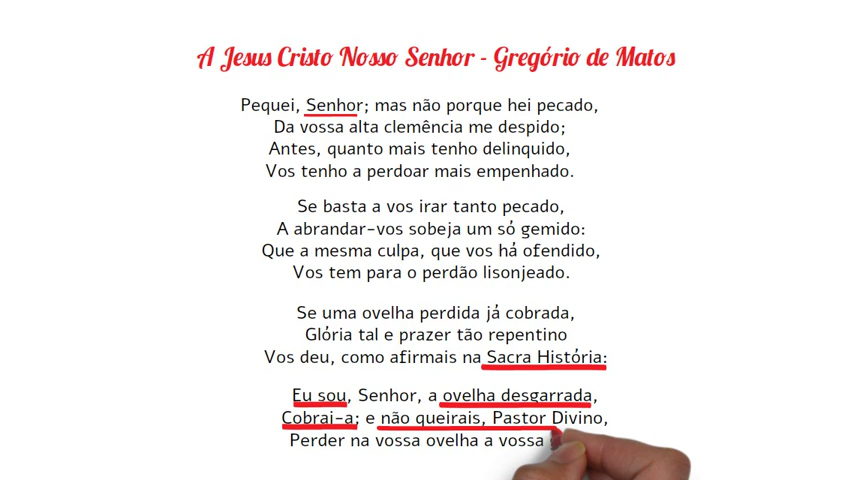 A Jesus Cristo Nosso Senhor - Gregório de Matos
Pequei, Senhor; mas não porque hei pecado,
Da vossa alta clemência me despido;
Antes, quanto mais tenho delinquido,
Vos tenho a perdoar mais empenhado.
Se basta a vos irar tanto pecado,
A abrandar-vos sobeja um só gemido:
Que a mesma culpa, que vos há ofendido,
Vos tem para o perdão lisonjeado.
Se uma ovelha perdida já cobrada,
Glória tal e prazer tão repentino
Vos deu, como afirmais na Sacra História:
Eu sou, Senhor, a ovelha desgarrada,
Cobrai-a; e não queirais, Pastor Divino,
Perder na vossa ovelha a vossa